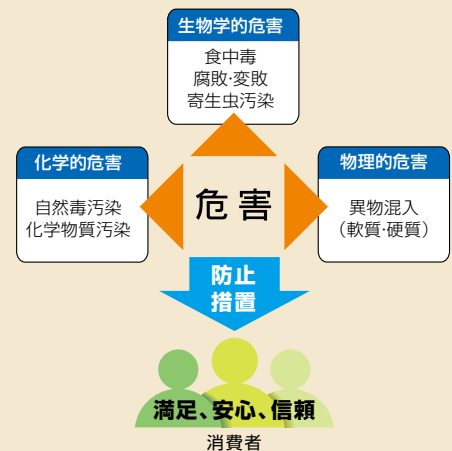 生物学的危害
食中毒
腐敗・変敗
寄生虫汚染
化学的危害
自然毒汚染
化学物質汚染
危害
物理的危害
異物混入
（軟質・硬質）
防止
措置
満足、安心、信頼
消費者